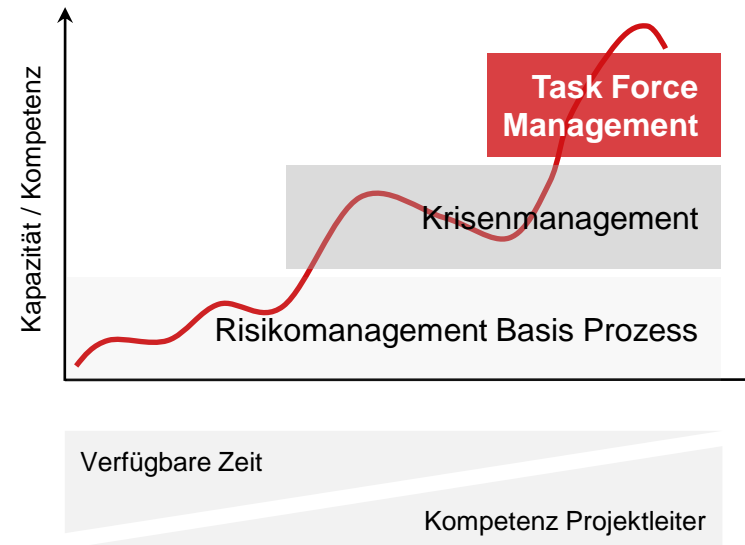 Kapazität / Kompetenz
Task Force
Management
Krisenmanagement
Risikomanagement Basis Prozess
Verfügbare Zeit
Kompetenz Projektleiter